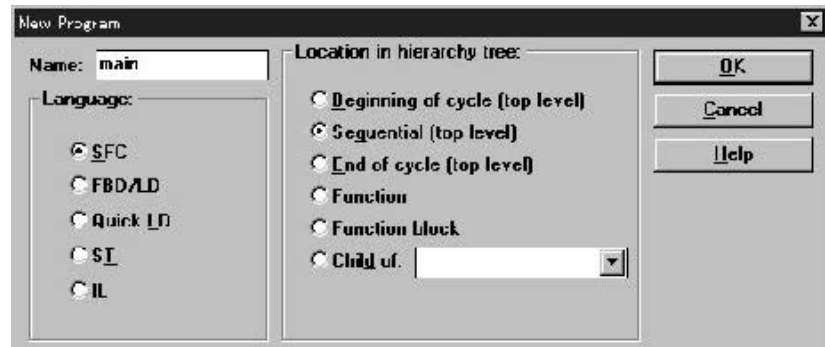 New Program
Name: main
Language:
SFC
FBD/LD
Quick LD
ST
IL
Location in hierarchy tree:
Beginning of cycle (top level)
Sequential (top level)
End of cycle (top level)
Function
Function block
Child of:
OK
Cancel
Help